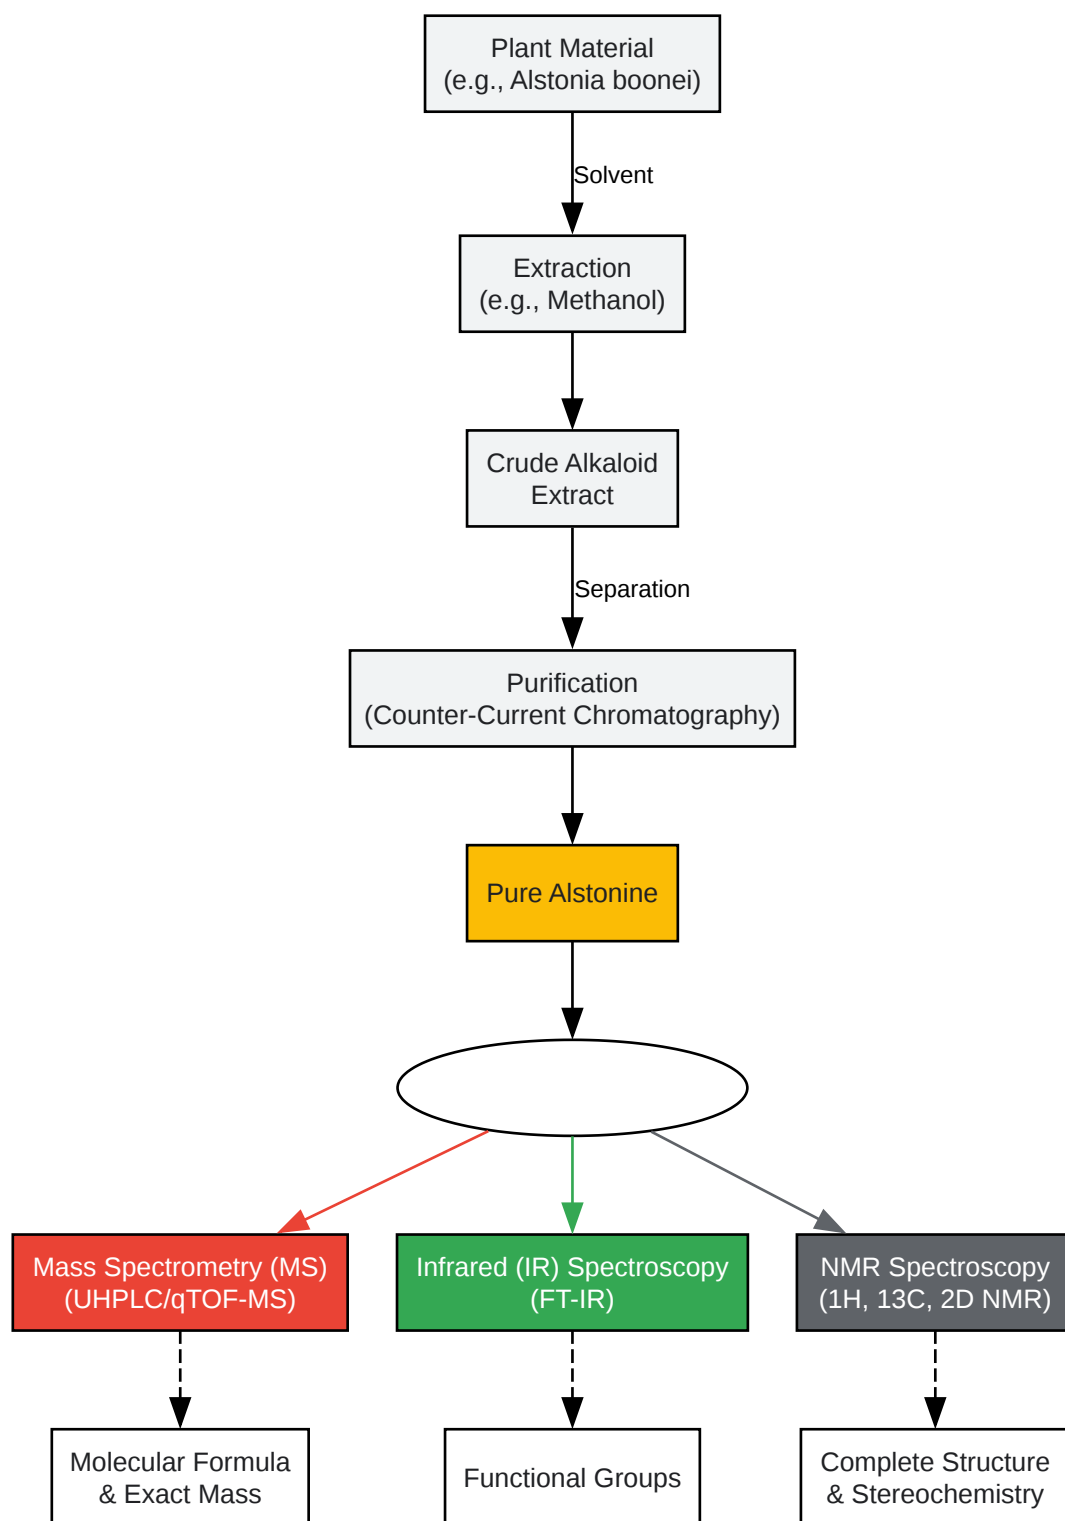 Plant Material
(e.g., Alstonia boonei)
Solvent
Extraction
(e.g., Methanol)
Crude Alkaloid
Extract
Separation
Purification
(Counter-Current Chromatography)
Pure Alstonine
Mass Spectrometry (MS)
(UHPLC/qTOF-MS)
Infrared (IR) Spectroscopy
(FT-IR)
NMR Spectroscopy
(1H, 13C, 2D NMR)
Molecular Formula
& Exact Mass
Functional Groups
Complete Structure
& Stereochemistry